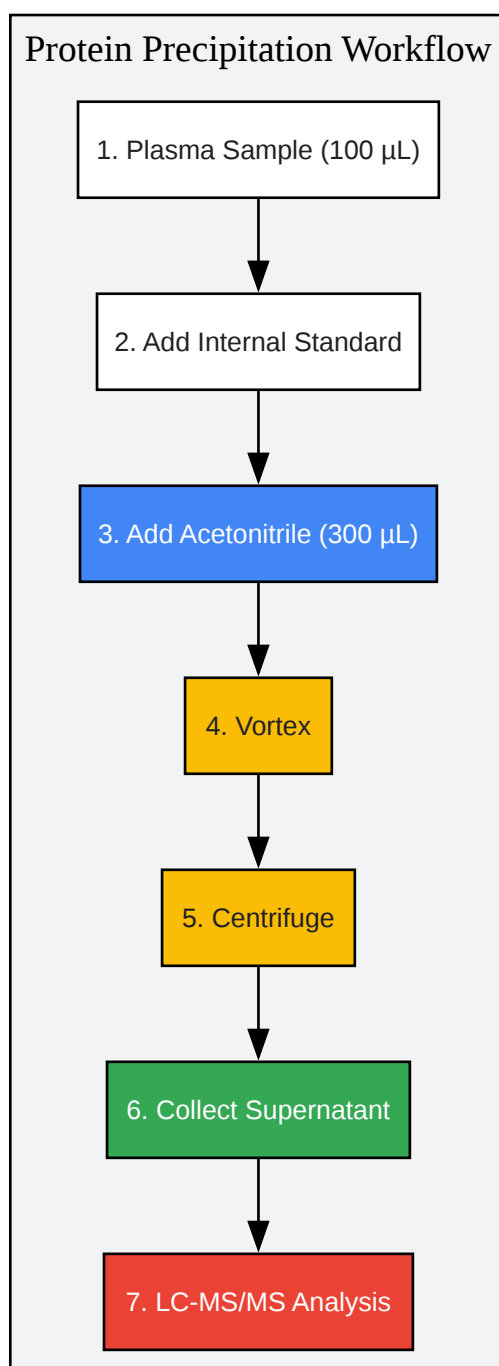 Protein Precipitation Workflow
1. Plasma Sample (100 µL)
2. Add Internal Standard
3. Add Acetonitrile (300 µL)
4. Vortex
5. Centrifuge
6. Collect Supernatant
7. LC-MS/MS Analysis